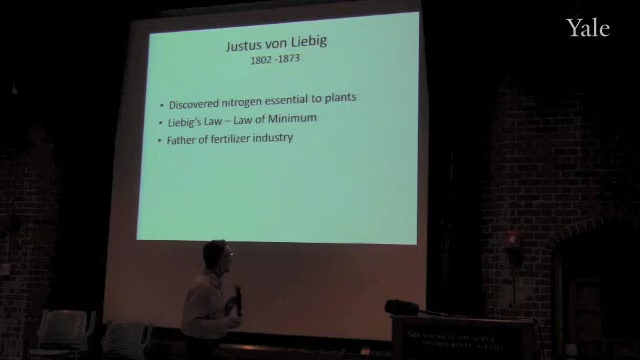 Yale
Justus von Liebig
1802 -1873
• Discovered nitrogen essential to plants
• Liebig's Law – Law of Minimum
• Father of fertilizer industry